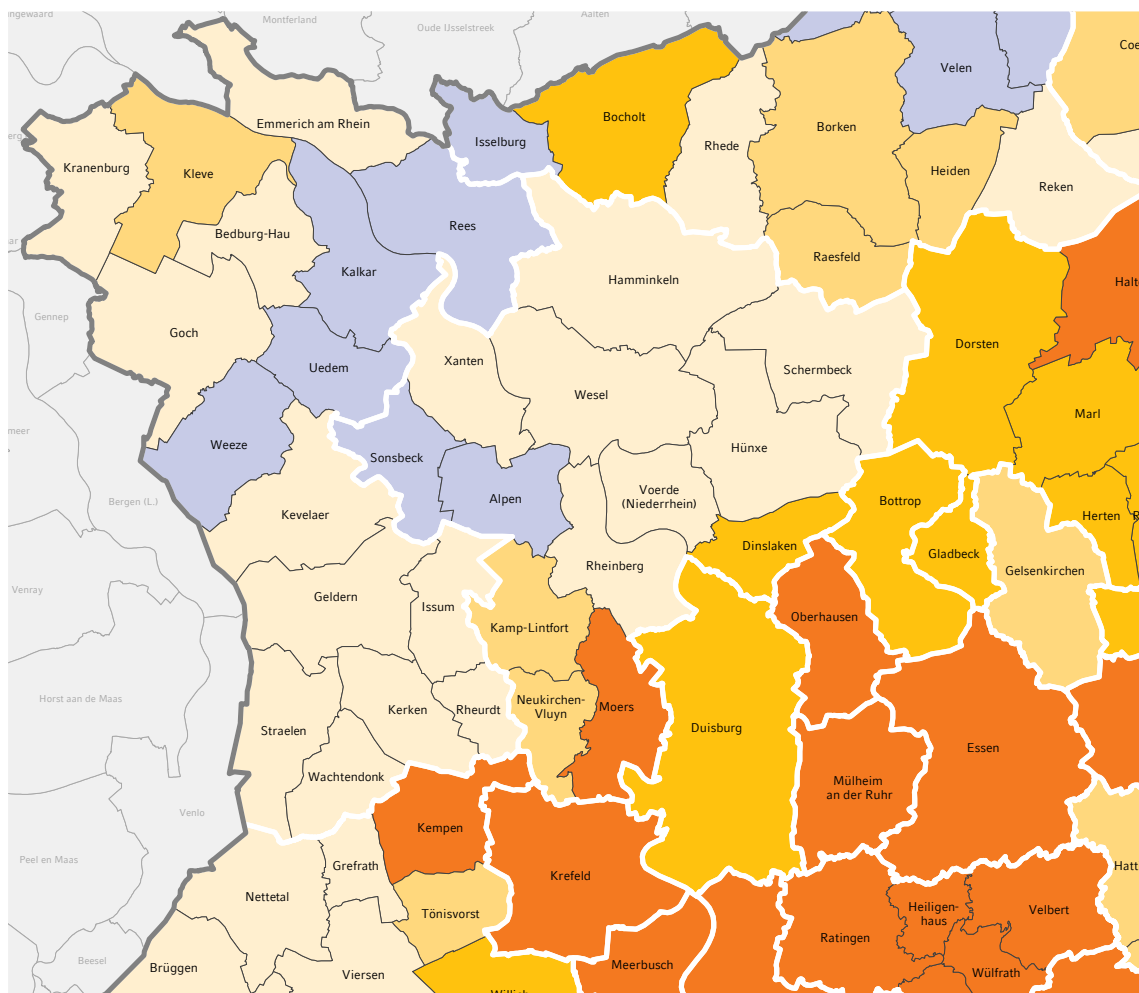 ngenwaard
Montferland
Oude IJsselstreek
Aalten
Coe
Velen
Bocholt
Borken
Emmerich am Rhein
Isselburg
Rhede
Kranenburg
Kleve
Heiden
Reken
Rees
Bedburg-Hau
Raesfeld
Kalkar
Hamminkeln
Halt
Gennep
Goch
Dorsten
Xanten
Uedem
Schermbeck
Wesel
Marl
meer
Weeze
Hünxe
Sonsbeck
Voerde
(Niederrhein)
Alpen
Bergen (L.)
Bottrop
Kevelaer
Herten
R
Dinslaken
Gladbeck
Rheinberg
Gelsenkirchen
Venray
Geldern
Issum
Oberhausen
Kamp-Lintfort
Horst aan de Maas
Neukirchen-
Vluyn
Moers
Kerken
Rheurdt
Straelen
Duisburg
Essen
Wachtendonk
Mülheim
an der Ruhr
Venlo
Kempen
Peel en Maas
Grefrath
Hatt
Krefeld
Nettetal
Tönisvorst
Heiligen-
haus
Velbert
Ratingen
Beesel
Brüggen
Viersen
Meerbusch
Wülfrath
Willich